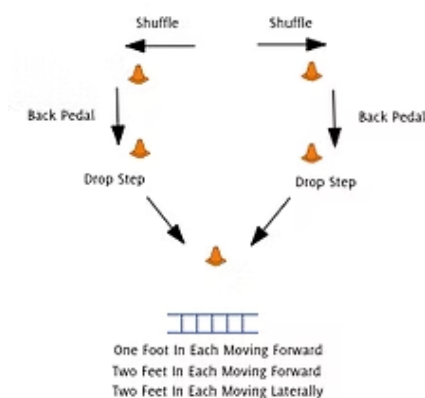 Shuffle Shuffle
Back Pedal Back Pedal
Drop Step Drop Step
One Foot In Each Moving Forward
Two Feet In Each Moving Forward
Two Feet In Each Moving Laterally